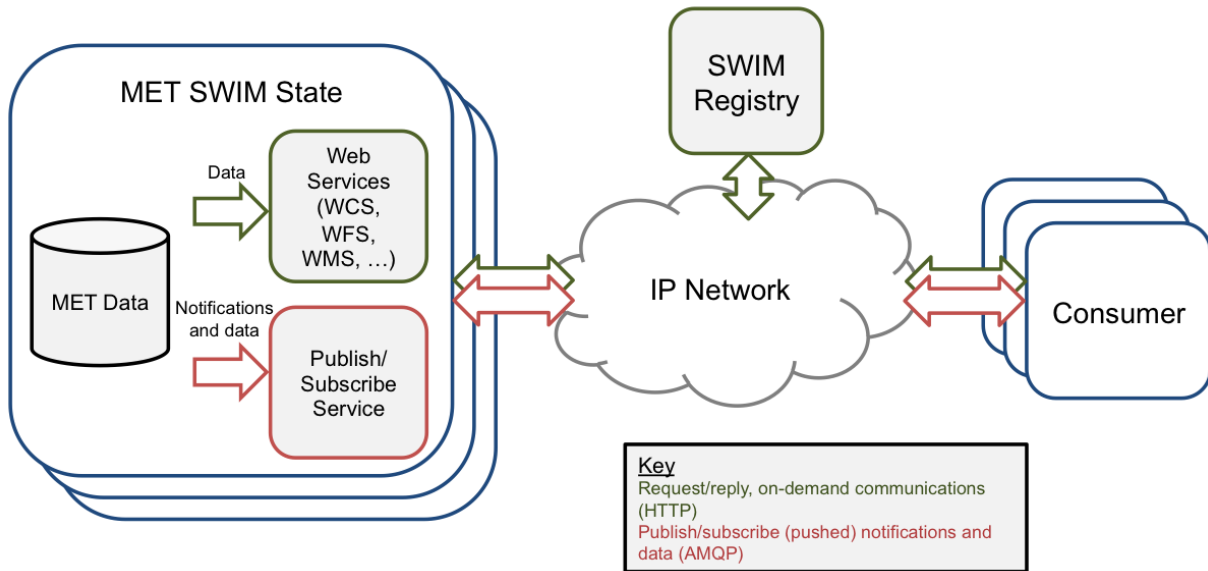 MET SWIM State
Data
Web
Services
(WCS,
WFS,
WMS, …)
MET Data
Notifications
and data
Publish/
Subscribe
Service
SWIM
Registry
IP Network
Consumer
Key
Request/reply, on-demand communications
(HTTP)
Publish/subscribe (pushed) notifications and
data (AMQP)